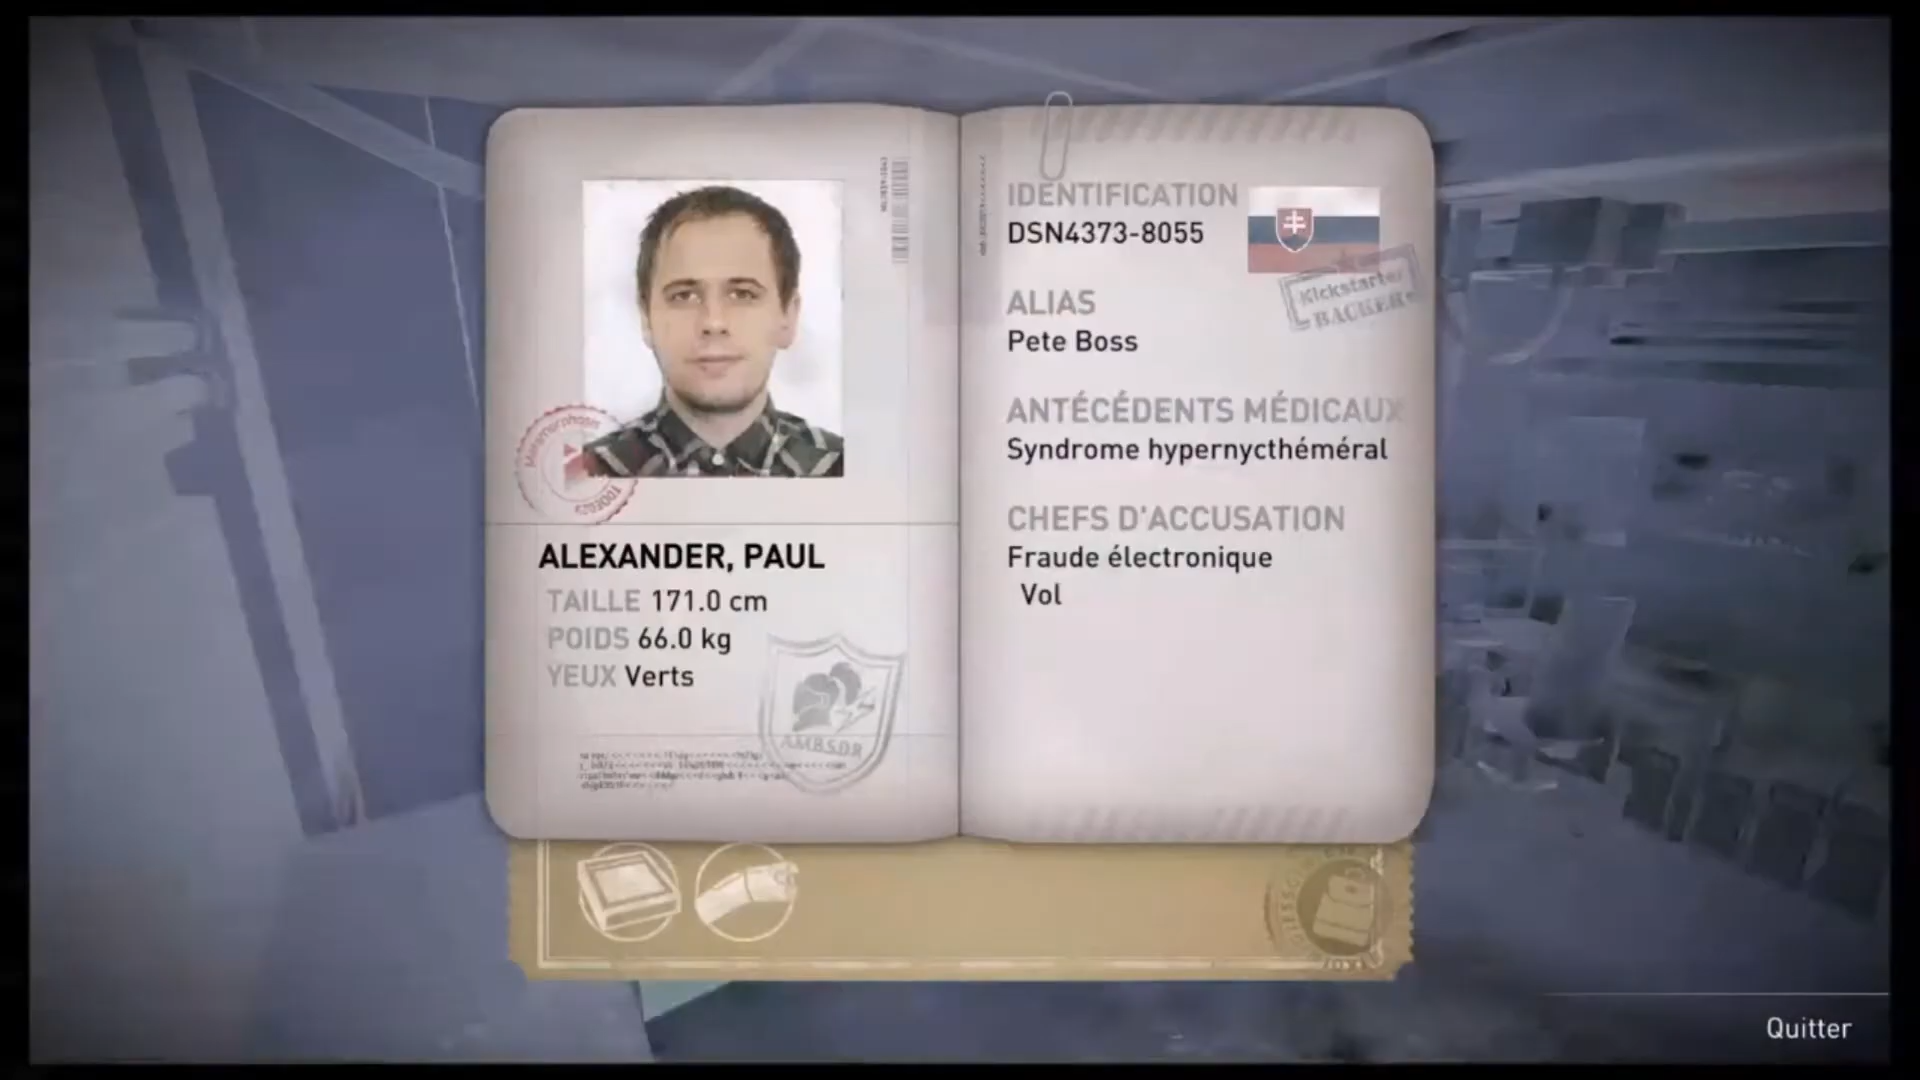 IDENTIFICATION
DSN4373-8055
Kickstarter
BACKER
ALIAS
Pete Boss
ANTÉCÉDENTS MÉDICAUX
Syndrome hypernycthéméral
CHEFS D'ACCUSATION
Fraude électronique
Vol
Metamorphosis
ALEXANDER, PAUL
TAILLE 171.0 cm
POIDS 66.0 kg
YEUX Verts
A.M.B.S.D.R
Quitter